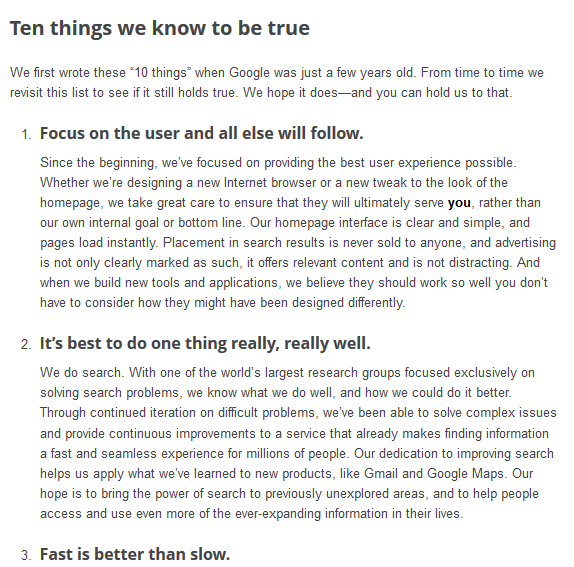 Ten things we know to be true
We first wrote these “10 things” when Google was just a few years old. From time to time we
revisit this list to see if it still holds true. We hope it does—and you can hold us to that.
1. Focus on the user and all else will follow.
Since the beginning, we’ve focused on providing the best user experience possible.
Whether we’re designing a new Internet browser or a new tweak to the look of the
homepage, we take great care to ensure that they will ultimately serve you, rather than
our own internal goal or bottom line. Our homepage interface is clear and simple, and
pages load instantly. Placement in search results is never sold to anyone, and advertising
is not only clearly marked as such, it offers relevant content and is not distracting. And
when we build new tools and applications, we believe they should work so well you don’t
have to consider how they might have been designed differently.
2. It’s best to do one thing really, really well.
We do search. With one of the world’s largest research groups focused exclusively on
solving search problems, we know what we do well, and how we could do it better.
Through continued iteration on difficult problems, we’ve been able to solve complex issues
and provide continuous improvements to a service that already makes finding information
a fast and seamless experience for millions of people. Our dedication to improving search
helps us apply what we’ve learned to new products, like Gmail and Google Maps. Our
hope is to bring the power of search to previously unexplored areas, and to help people
access and use even more of the ever-expanding information in their lives.
3. Fast is better than slow.